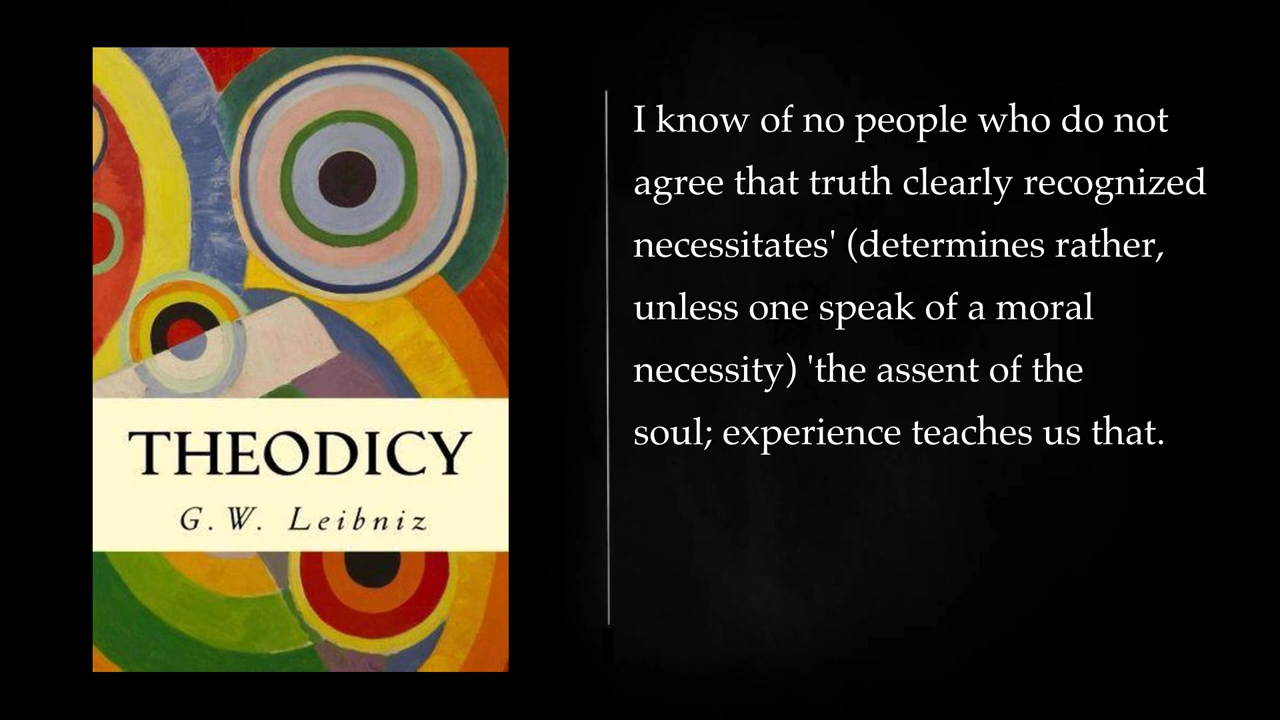 THEODICY
G.W. Leibniz
I know of no people who do not
agree that truth clearly recognized
necessitates' (determines rather,
unless one speak of a moral
necessity) 'the assent of the
soul; experience teaches us that.